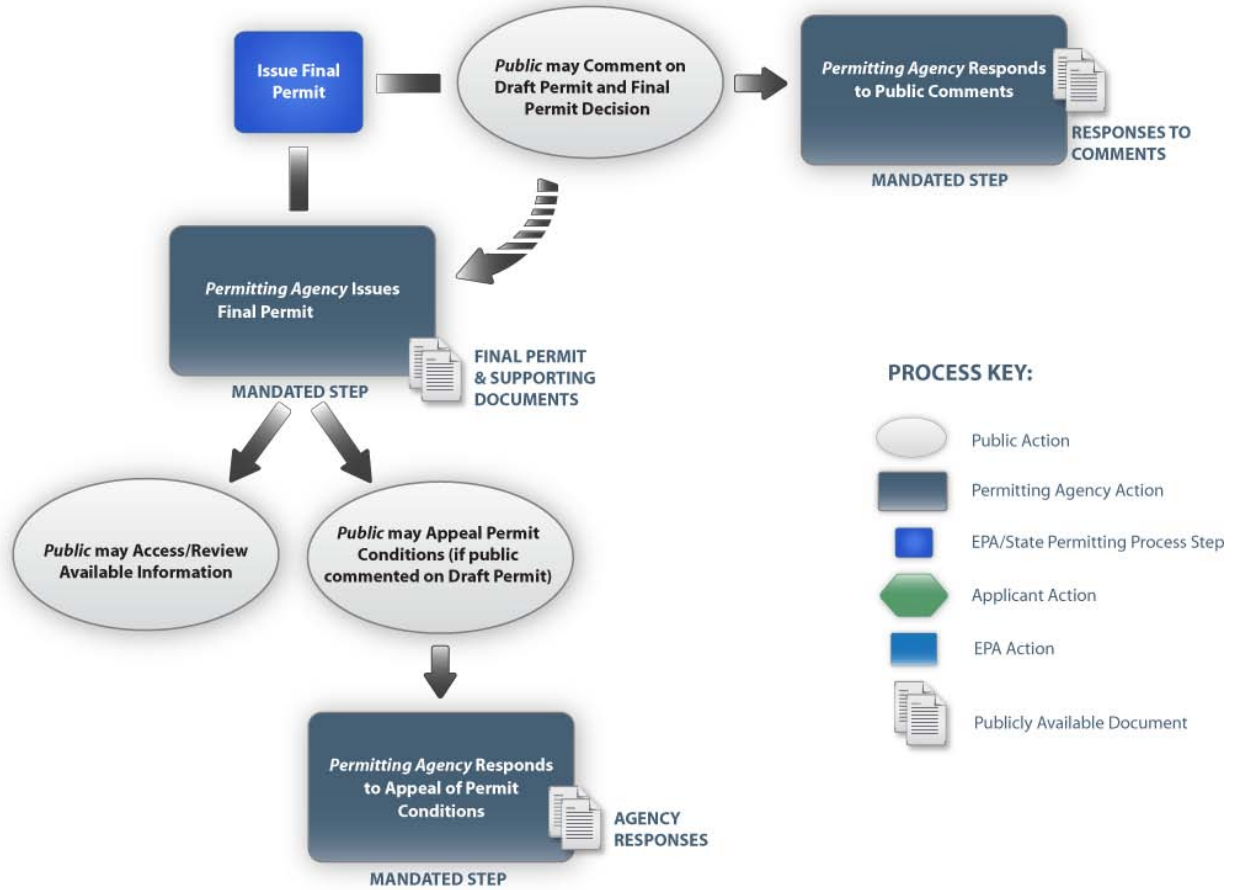 Issue Final
Permit
Public may Comment on
Draft Permit and Final
Permit Decision
Permitting Agency Responds
to Public Comments
RESPONSES TO
COMMENTS
MANDATED STEP
Permitting Agency Issues
Final Permit
FINAL PERMIT
& SUPPORTING
DOCUMENTS
MANDATED STEP
Public may Access/Review
Available Information
Public may Appeal Permit
Conditions (if public
commented on Draft Permit)
Permitting Agency Responds
to Appeal of Permit
Conditions
AGENCY
RESPONSES
MANDATED STEP
PROCESS KEY:
Public Action
Permitting Agency Action
EPA/State Permitting Process Step
Applicant Action
EPA Action
Publicly Available Document